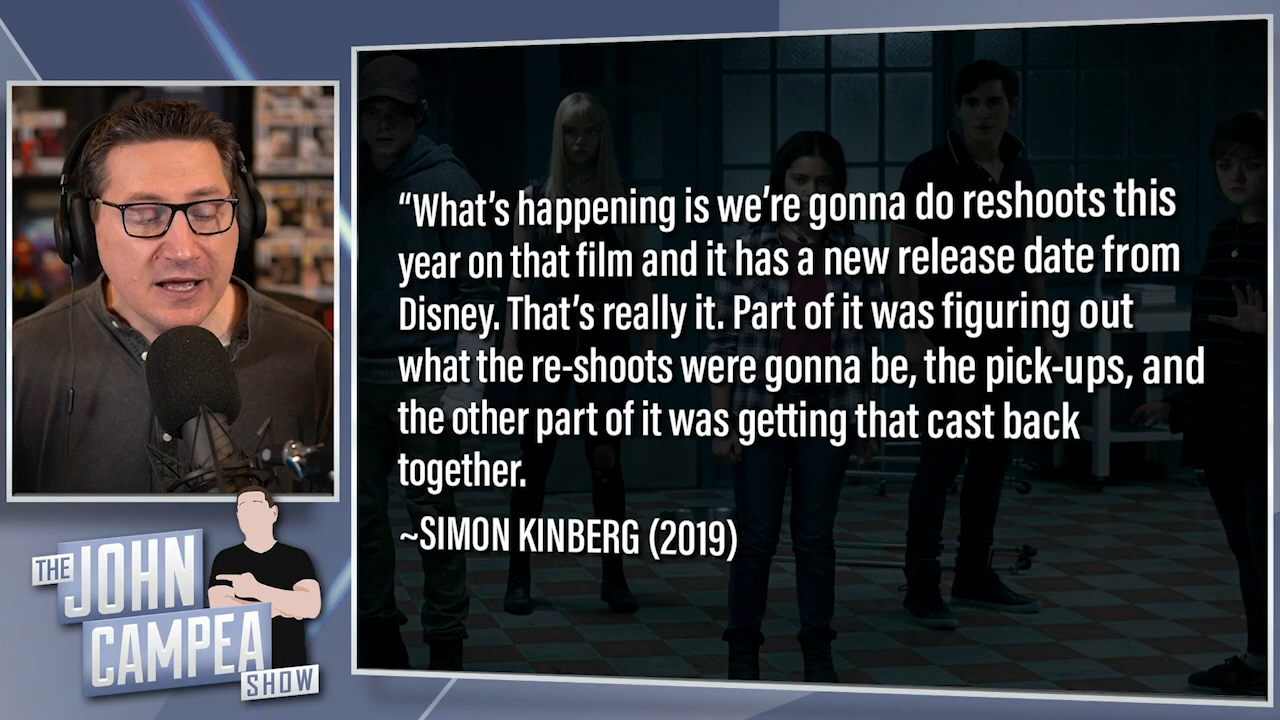 “What’s happening is we’re gonna do reshoots this
year on that film and it has a new release date from
Disney. That’s really it. Part of it was figuring out
what the re-shoots were gonna be, the pick-ups, and
the other part of it was getting that cast back
together.
~SIMON KINBERG (2019)
THE
JOHN
CAMPEA
SHOW